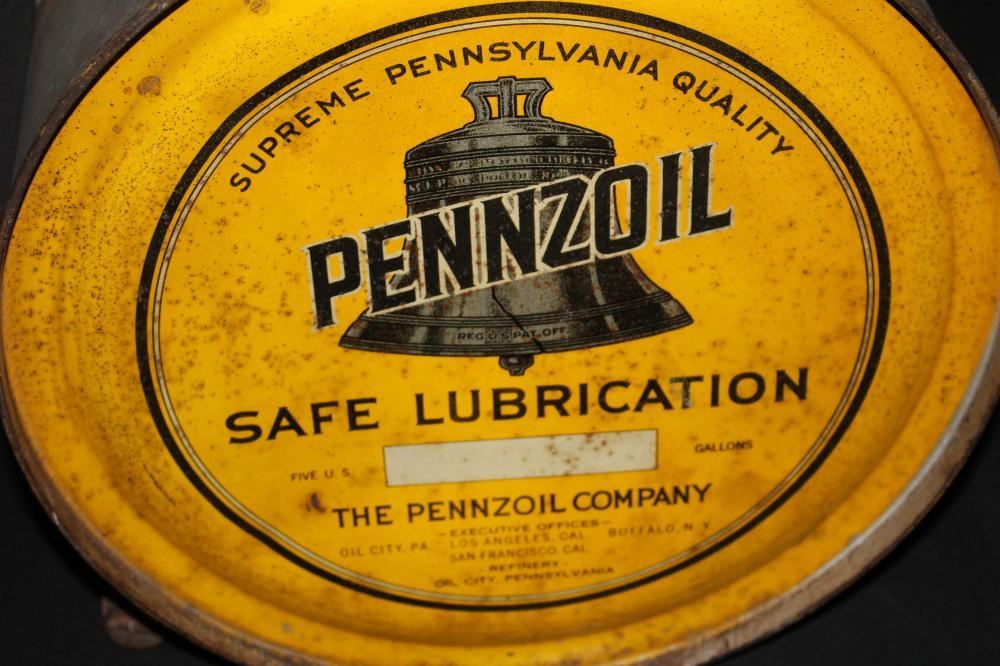 SUPREME PENNSYLVANIA QUALITY
PENNZOIL
REG. U.S. PAT. OFF.
SAFE LUBRICATION
FIVE U. S. GALLONS
THE PENNZOIL COMPANY
- EXECUTIVE OFFICES -
OIL CITY, PA. LOS ANGELES, CAL. BUFFALO, N. Y.
SAN FRANCISCO, CAL.
- REFINERY -
OIL CITY, PENNSYLVANIA